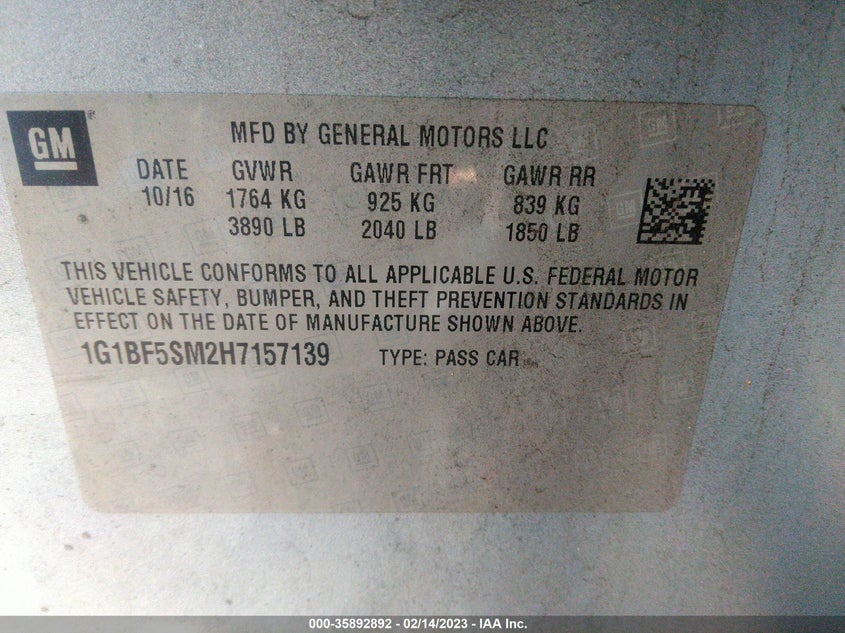 GM
MFD BY GENERAL MOTORS LLC
DATE GVWR GAWR FRT GAWR RR
10/16 1764 KG 925 KG 839 KG
3890 LB 2040 LB 1850 LB
THIS VEHICLE CONFORMS TO ALL APPLICABLE U.S. FEDERAL MOTOR
VEHICLE SAFETY, BUMPER, AND THEFT PREVENTION STANDARDS IN
EFFECT ON THE DATE OF MANUFACTURE SHOWN ABOVE.
1G1BF5SM2H7157139 TYPE: PASS CAR
000-35892892 - 02/14/2023 - IAA Inc.